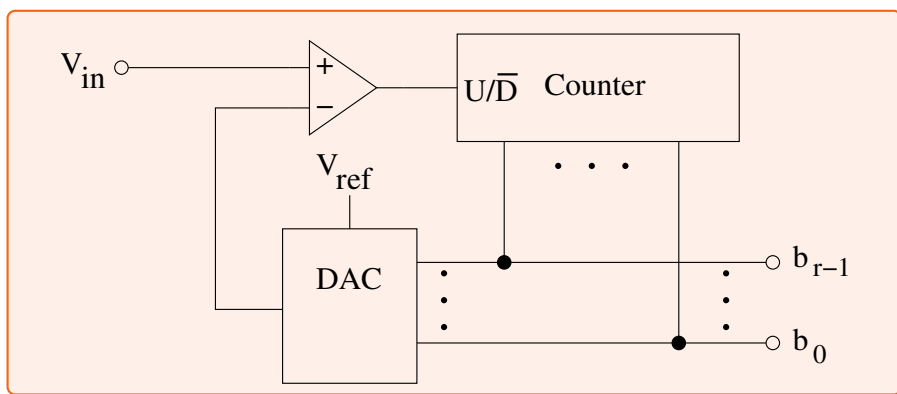 V_in
+
−
U/D̅ Counter
V_ref
DAC
b_r−1
b_0